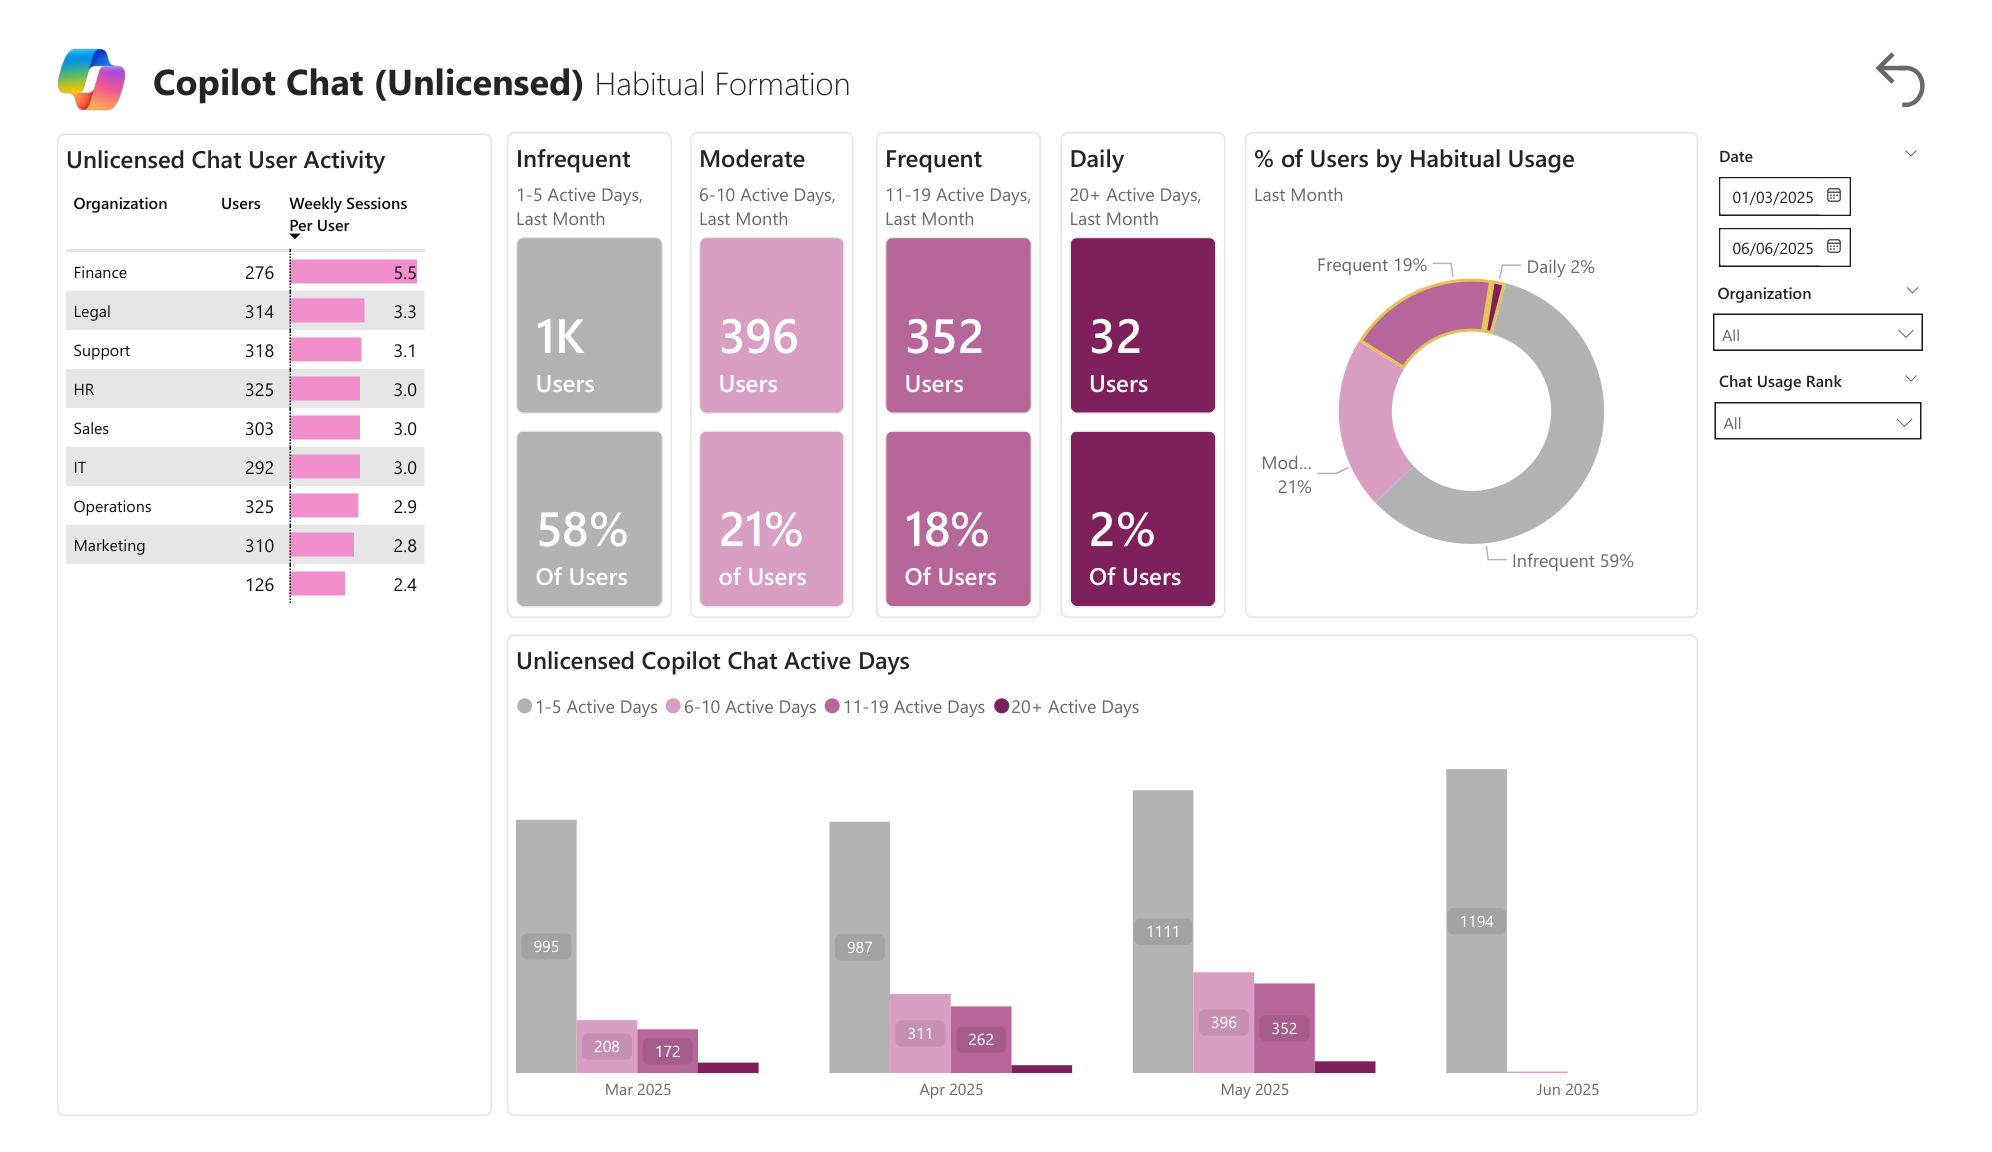 Copilot Chat (Unlicensed) Habitual Formation
Unlicensed Chat User Activity
Organization Users Weekly Sessions
Per User
Finance 276 5.5
Legal 314 3.3
Support 318 3.1
HR 325 3.0
Sales 303 3.0
IT 292 3.0
Operations 325 2.9
Marketing 310 2.8
126 2.4
Infrequent
1-5 Active Days,
Last Month
1K
Users
58%
Of Users
Moderate
6-10 Active Days,
Last Month
396
Users
21%
of Users
Frequent
11-19 Active Days,
Last Month
352
Users
18%
Of Users
Daily
20+ Active Days,
Last Month
32
Users
2%
Of Users
% of Users by Habitual Usage
Last Month
Frequent 19%
Daily 2%
Mod...
21%
Infrequent 59%
Date
01/03/2025
06/06/2025
Organization
All
Chat Usage Rank
All
Unlicensed Copilot Chat Active Days
1-5 Active Days 6-10 Active Days 11-19 Active Days 20+ Active Days
995 208 172
987 311 262
1111 396 352
1194
Mar 2025 Apr 2025 May 2025 Jun 2025